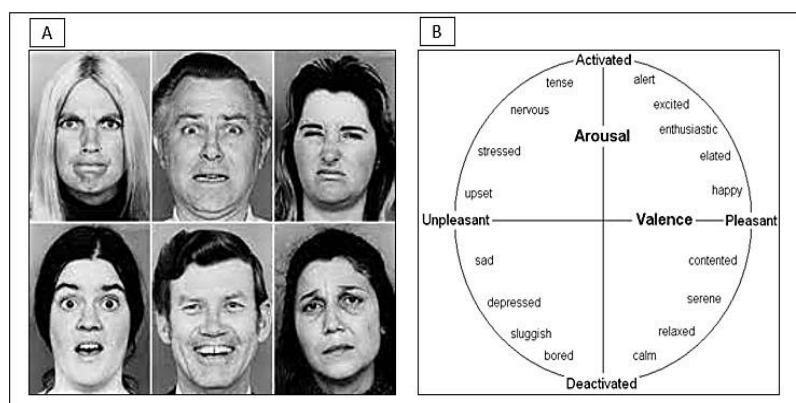 A
B
Activated
tense
alert
nervous
excited
enthusiastic
Arousal
stressed
elated
upset
happy
Unpleasant
Valence
Pleasant
sad
contented
depressed
serene
sluggish
relaxed
bored
calm
Deactivated